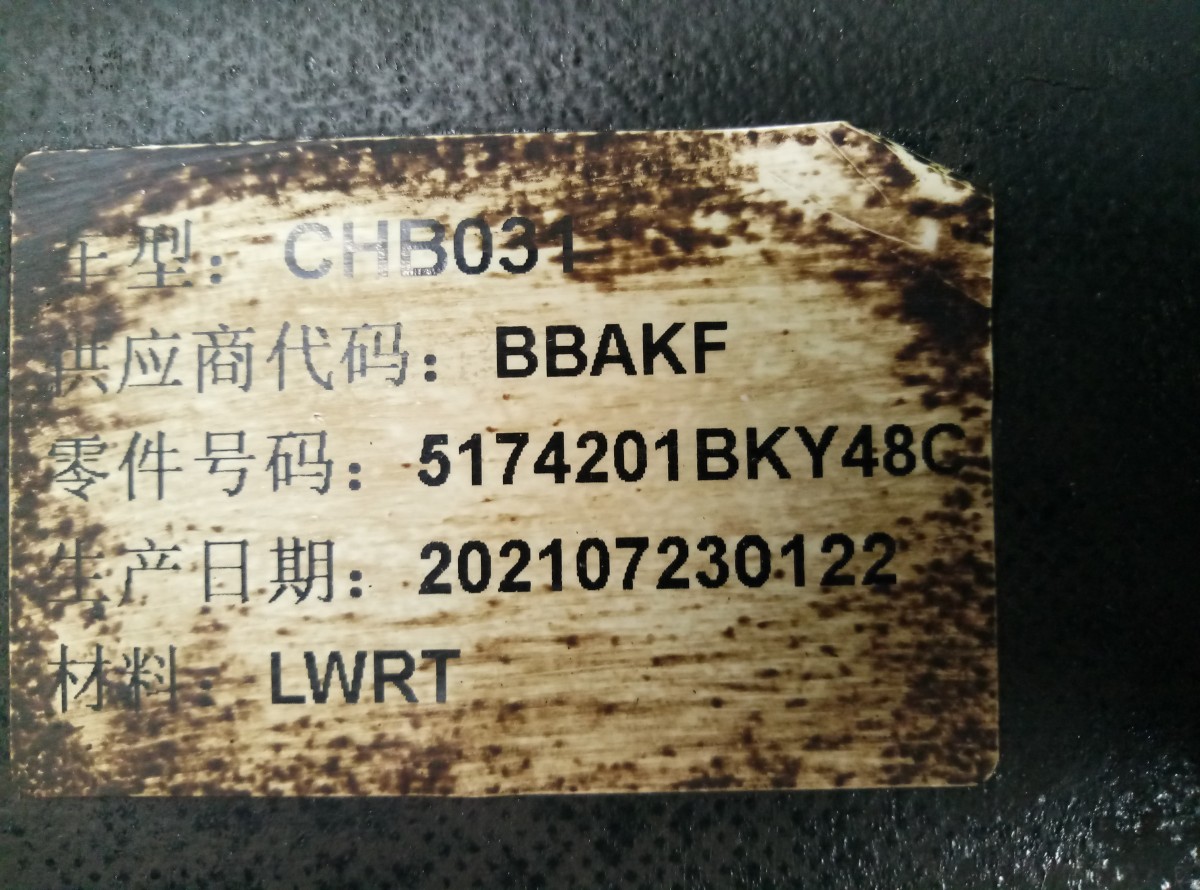 车型：CHB031
供应商代码：BBAKF
零件号码：5174201BKY48C
生产日期：202107230122
材料：LWRT